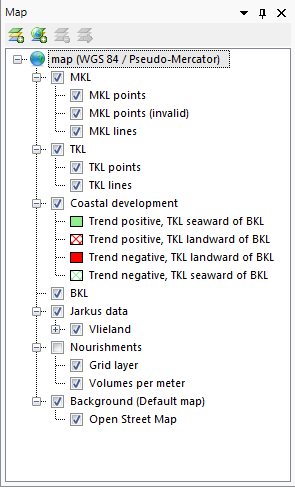 Map
map (WGS 84 / Pseudo-Mercator)
MKL
MKL points
MKL points (invalid)
MKL lines
TKL
TKL points
TKL lines
Coastal development
Trend positive, TKL seaward of BKL
Trend positive, TKL landward of BKL
Trend negative, TKL landward of BKL
Trend negative, TKL seaward of BKL
BKL
Jarkus data
Vlieland
Nourishments
Grid layer
Volumes per meter
Background (Default map)
Open Street Map